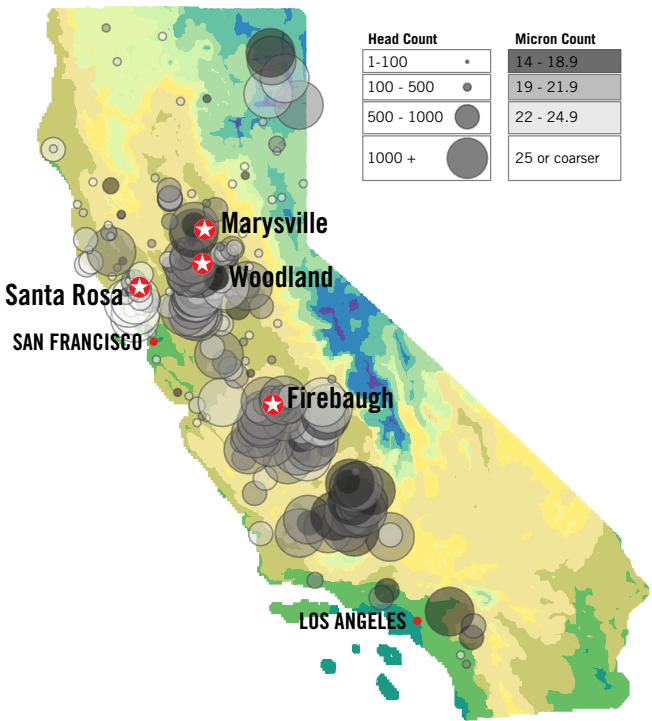 Head Count
1-100
100 - 500
500 - 1000
1000 +
Micron Count
14 - 18.9
19 - 21.9
22 - 24.9
25 or coarser
Marysville
Woodland
Santa Rosa
SAN FRANCISCO
Firebaugh
LOS ANGELES